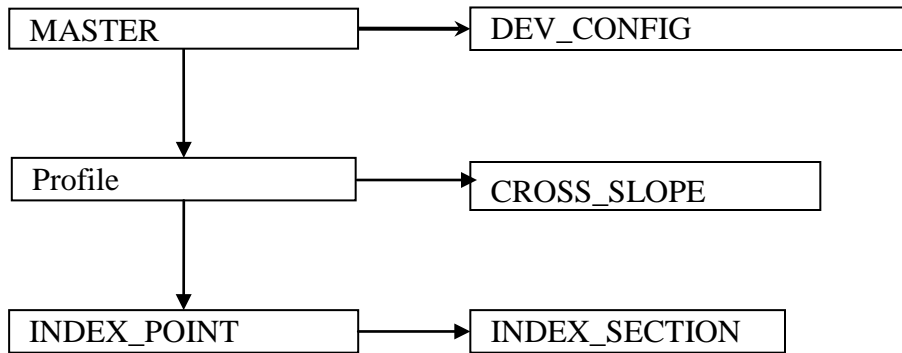 MASTER
DEV_CONFIG
Profile
CROSS_SLOPE
INDEX_POINT
INDEX_SECTION